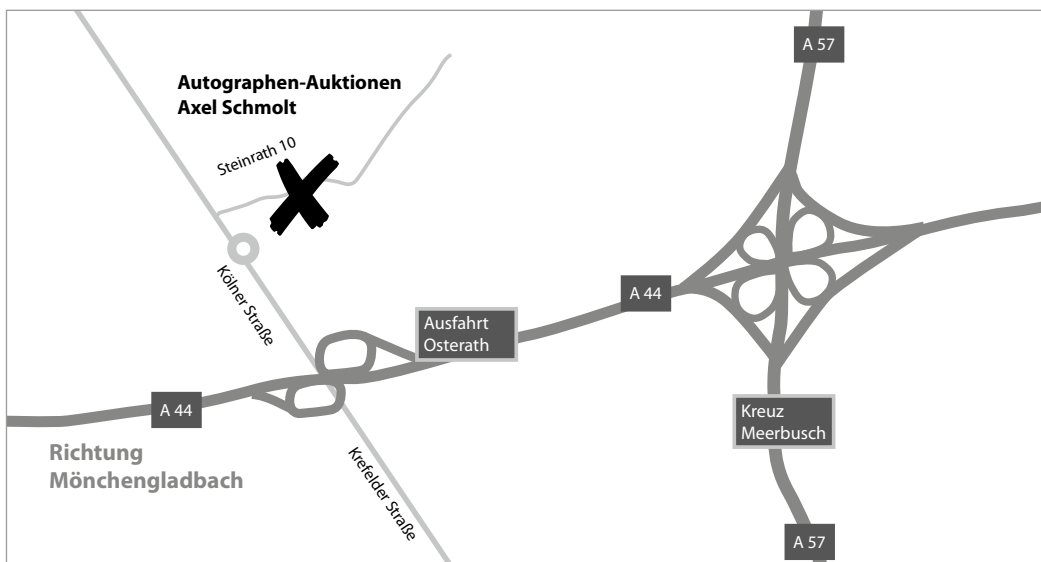 A 57
Autographen-Auktionen
Axel Schmolt
Steinrath 10
Kölner Straße
A 44
Ausfahrt
Osterath
A 44
Kreuz
Meerbusch
Richtung
Mönchengladbach
Krefelder Straße
A 57